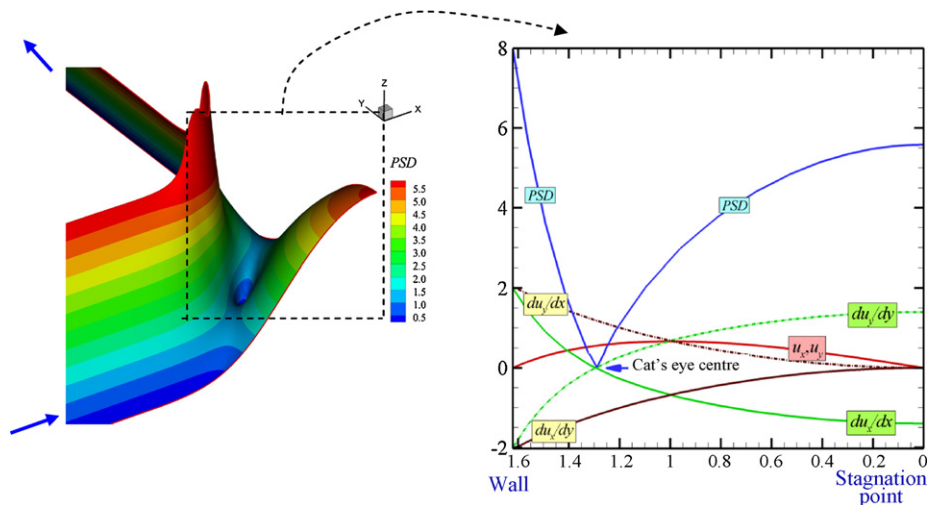 Z
Y
X
PSD
5.5
5.0
4.5
4.0
3.5
3.0
2.5
2.0
1.5
1.0
0.5
8
6
4
2
0
-2
PSD
PSD
du_y/dx
du_y/dy
u_x, u_y
Cat's eye centre
du_x/dy
du_x/dx
1.6 1.4 1.2 1 0.8 0.6 0.4 0.2 0
Wall
Stagnation
point